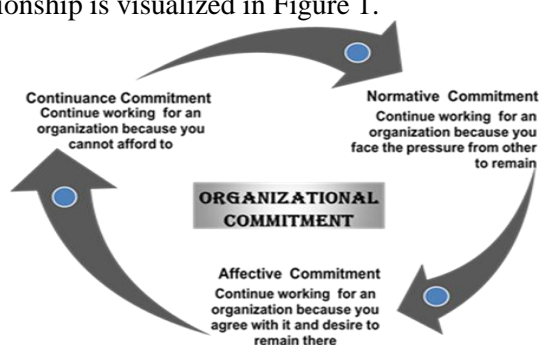 onship is visualized in Figure 1.
Continuance Commitment
Continue working for an
organization because you
cannot afford to
Normative Commitment
Continue working for an
organization because you
face the pressure from other
to remain
ORGANIZATIONAL
COMMITMENT
Affective Commitment
Continue working for an
organization because you
agree with it and desire to
remain there